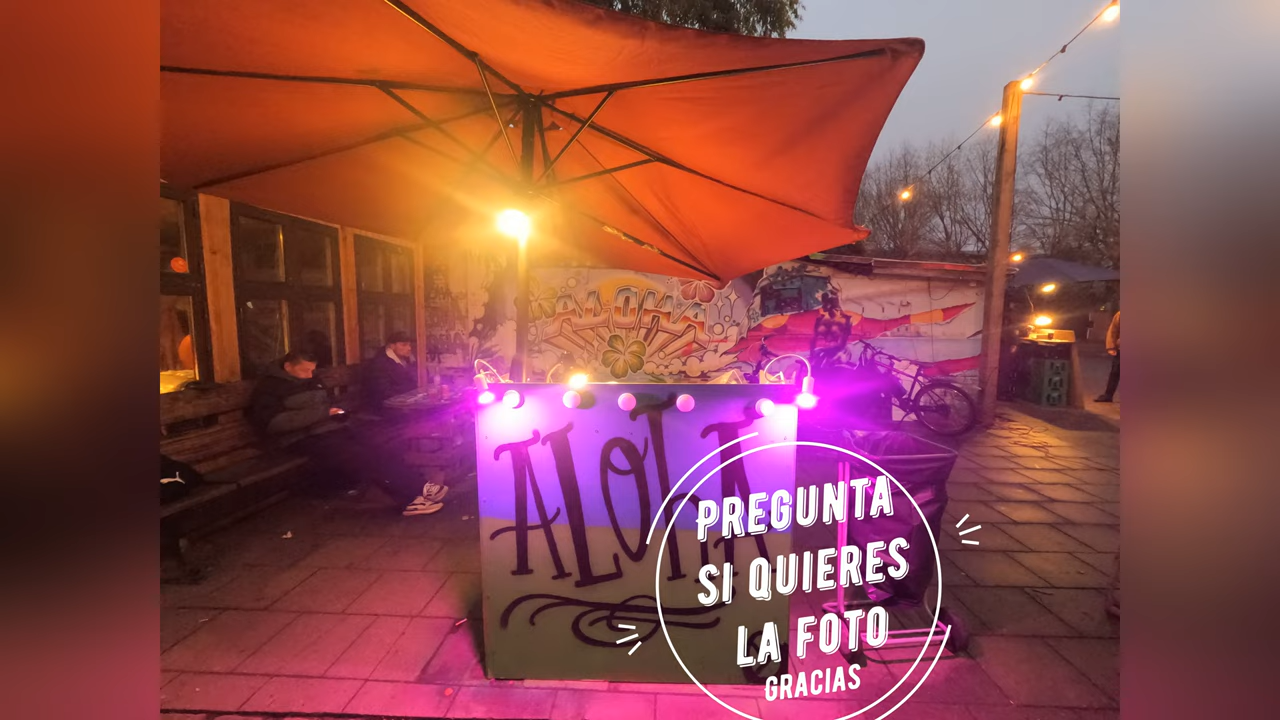 ALOHA
ALOHA
PREGUNTA
SI QUIERES
LA FOTO
GRACIAS